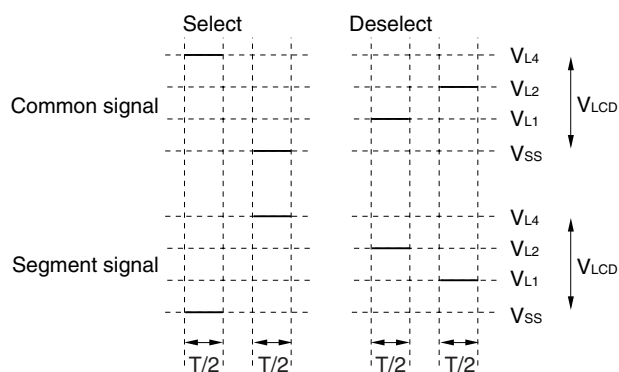 Select
Deselect
Common signal
VL4
VL2
VL1
VSS
VLCD
Segment signal
VL4
VL2
VL1
VSS
VLCD
T/2
T/2
T/2
T/2